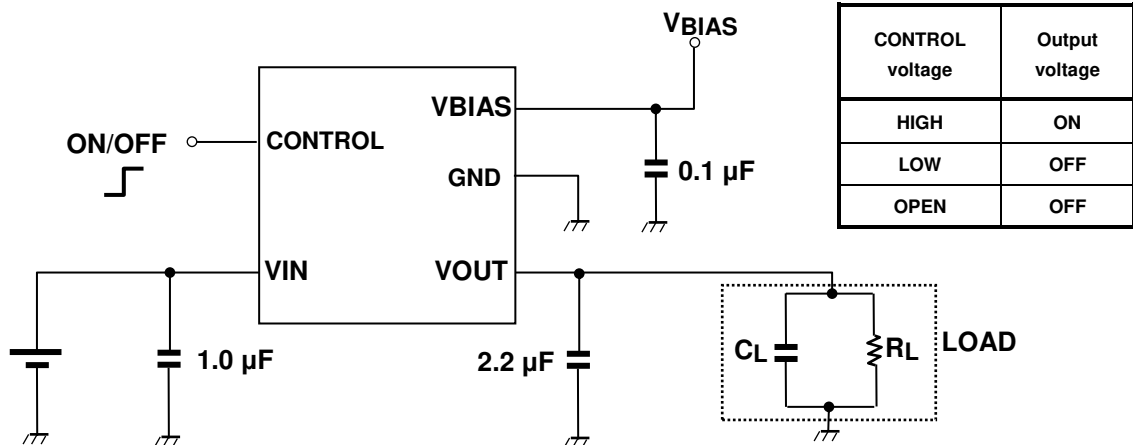 VBIAS
CONTROL
voltage
Output
voltage
HIGH
ON
LOW
OFF
OPEN
OFF
ON/OFF
CONTROL
VBIAS
GND
0.1 µF
VIN
VOUT
1.0 µF
2.2 µF
CL
RL
LOAD